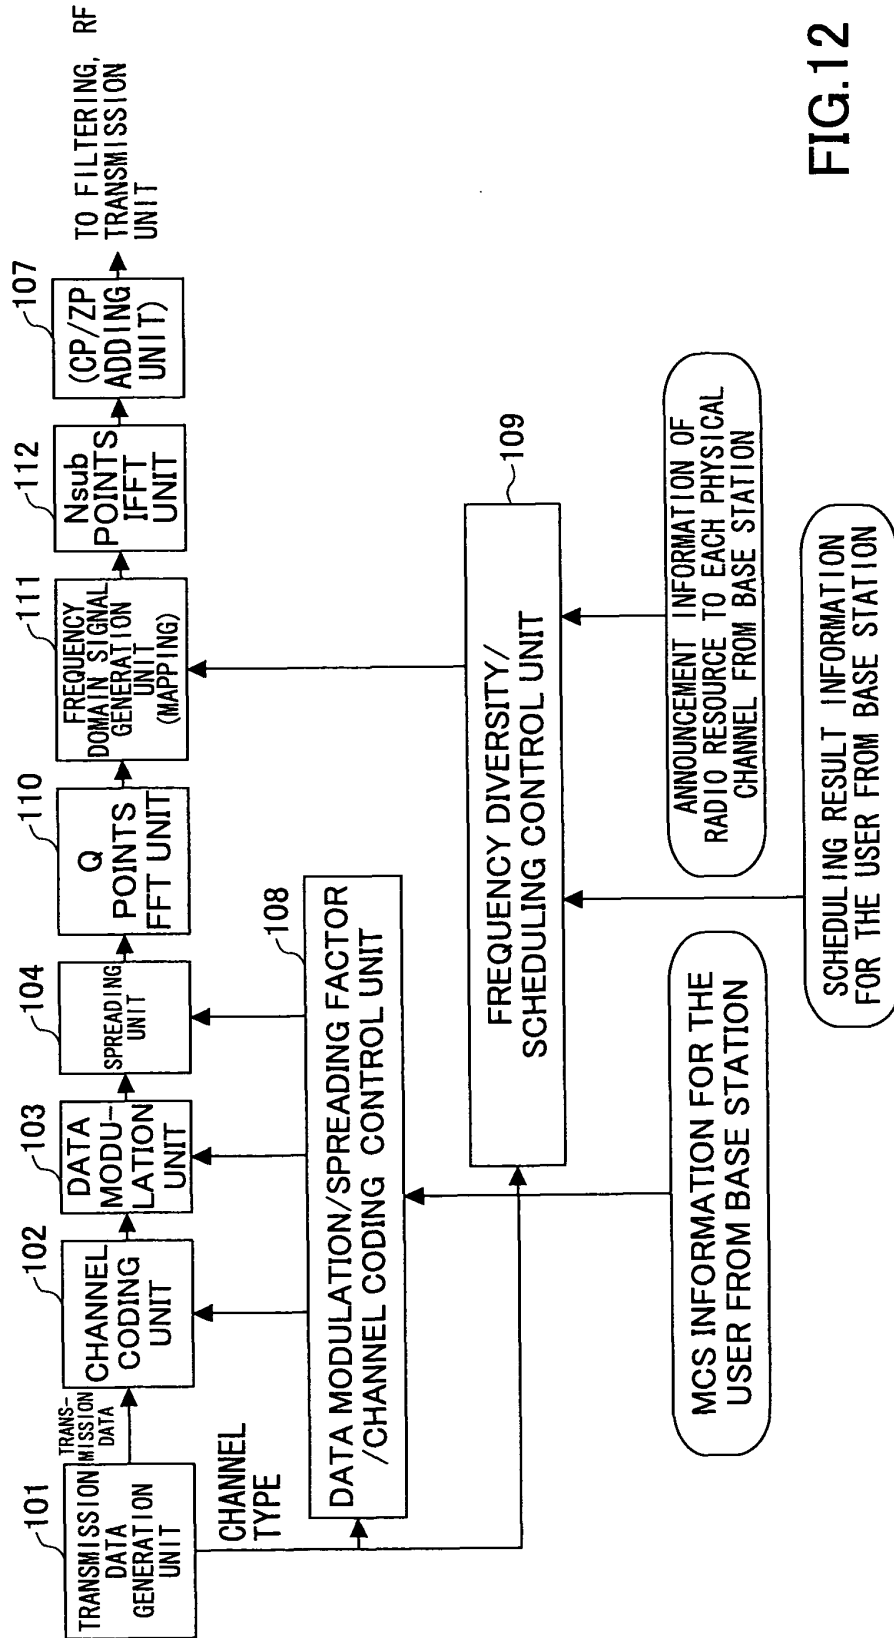 101
TRANSMISSION
DATA
GENERATION
UNIT
TRANS-
MISSION
DATA
CHANNEL
TYPE
102
CHANNEL
CODING
UNIT
103
DATA
MODU-
LATION
UNIT
104
SPREADING
UNIT
110
Q
POINTS
FFT UNIT
111
FREQUENCY
DOMAIN SIGNAL
GENERATION
UNIT
(MAPPING)
112
Nsub
POINTS
IFFT
UNIT
107
(CP/ZP
ADDING
UNIT)
TO FILTERING, RF
TRANSMISSION
UNIT
108
DATA MODULATION/SPREADING FACTOR
/CHANNEL CODING CONTROL UNIT
109
FREQUENCY DIVERSITY/
SCHEDULING CONTROL UNIT
MCS INFORMATION FOR THE
USER FROM BASE STATION
ANNOUNCEMENT INFORMATION OF
RADIO RESOURCE TO EACH PHYSICAL
CHANNEL FROM BASE STATION
SCHEDULING RESULT INFORMATION
FOR THE USER FROM BASE STATION
FIG.12